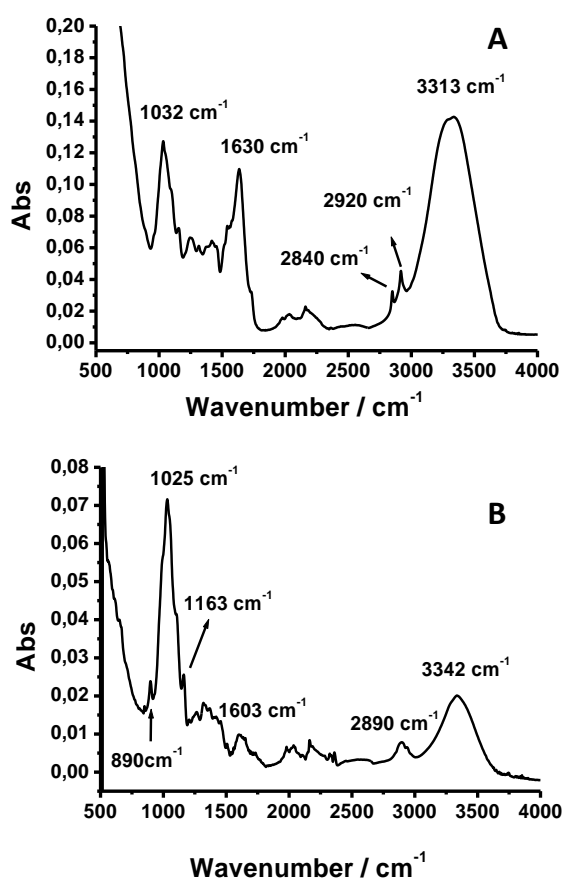 0,20
A
3313 cm⁻¹
0,18
0,16
1032 cm⁻¹
0,14
1630 cm⁻¹
0,12
2920 cm⁻¹
0,10
0,08
2840 cm⁻¹
0,06
0,04
0,02
0,00
Abs
500 1000 1500 2000 2500 3000 3500 4000
Wavenumber / cm⁻¹
0,08
1025 cm⁻¹
B
0,07
0,06
1163 cm⁻¹
0,05
0,04
3342 cm⁻¹
0,03
0,02
1603 cm⁻¹
2890 cm⁻¹
0,01
890cm⁻¹
0,00
Abs
500 1000 1500 2000 2500 3000 3500 4000
Wavenumber / cm⁻¹